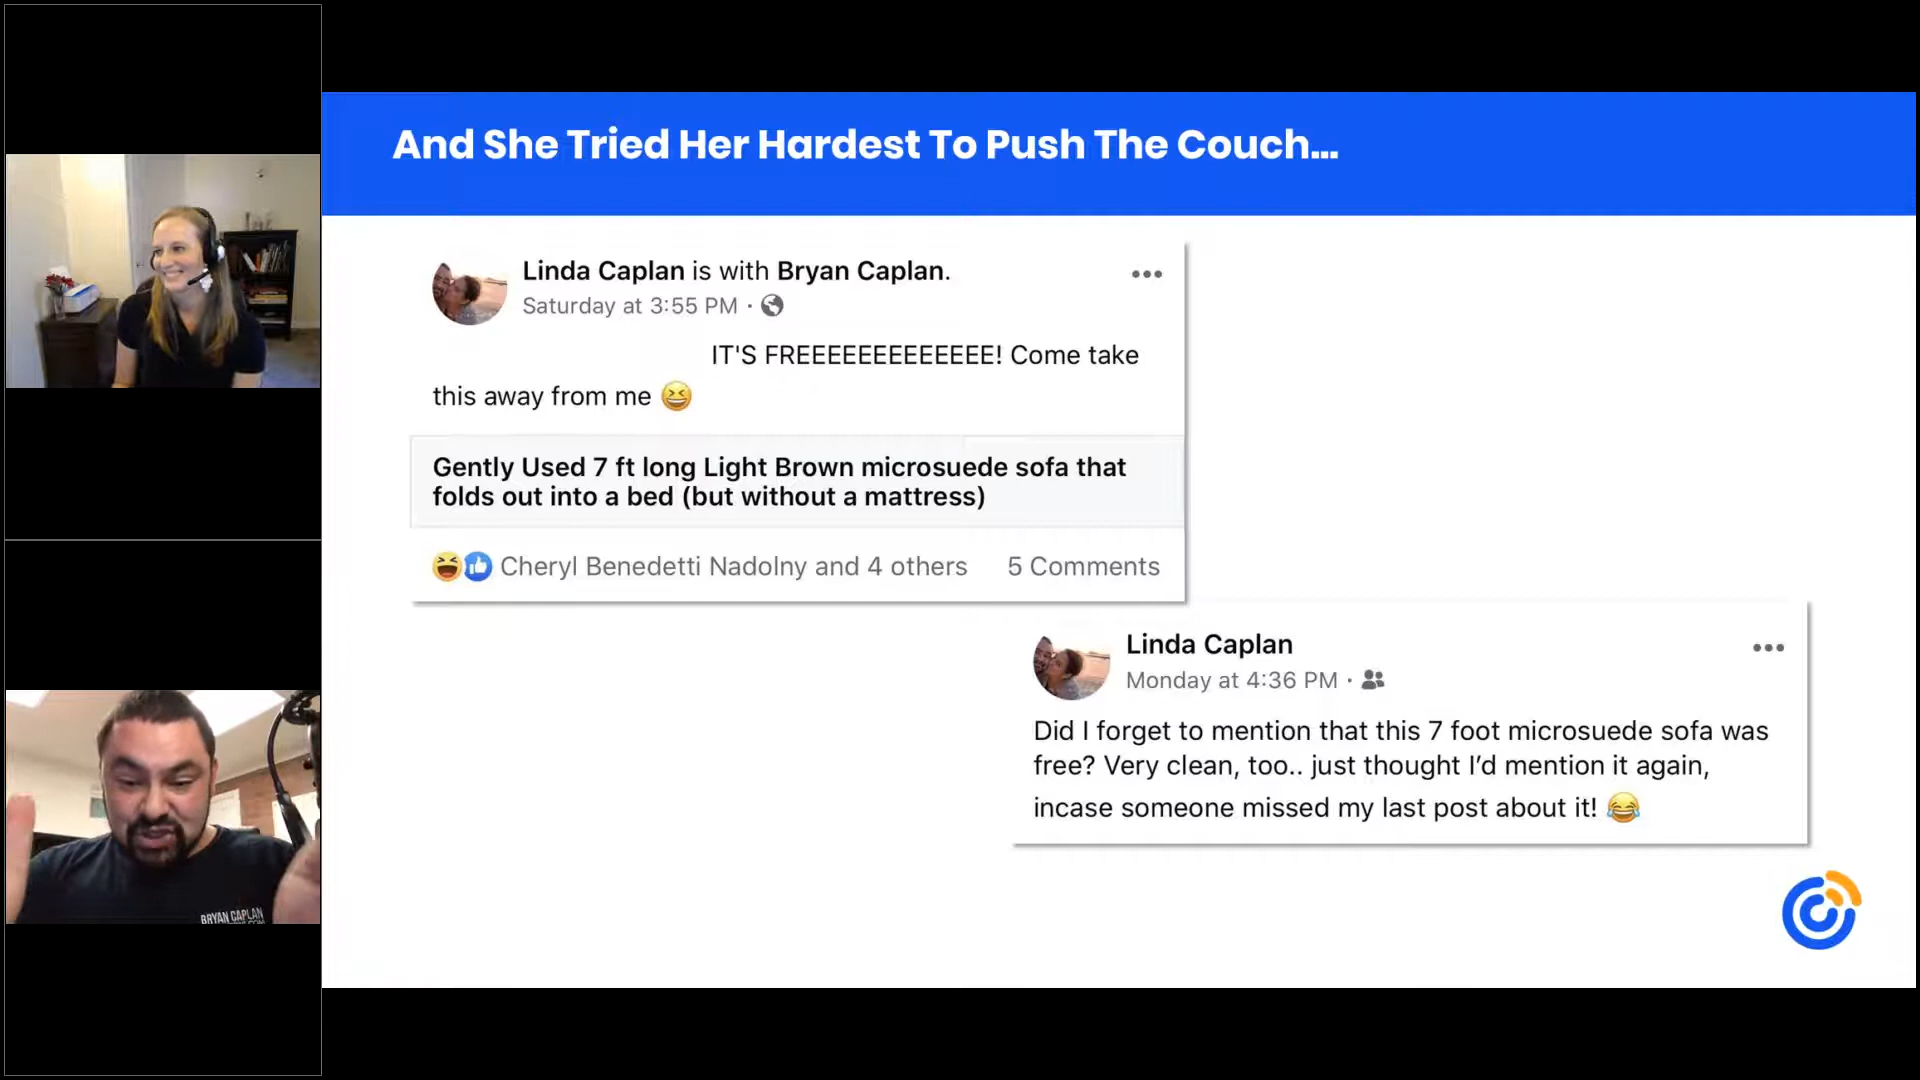 And She Tried Her Hardest To Push The Couch...
Linda Caplan is with Bryan Caplan.
Saturday at 3:55 PM ·
IT'S FREEEEEEEEEEEEE! Come take
this away from me 😆
Gently Used 7 ft long Light Brown microsuede sofa that
folds out into a bed (but without a mattress)
Cheryl Benedetti Nadolny and 4 others 5 Comments
Linda Caplan
Monday at 4:36 PM ·
Did I forget to mention that this 7 foot microsuede sofa was
free? Very clean, too.. just thought I’d mention it again,
incase someone missed my last post about it! 😂
BRYAN CAPLAN